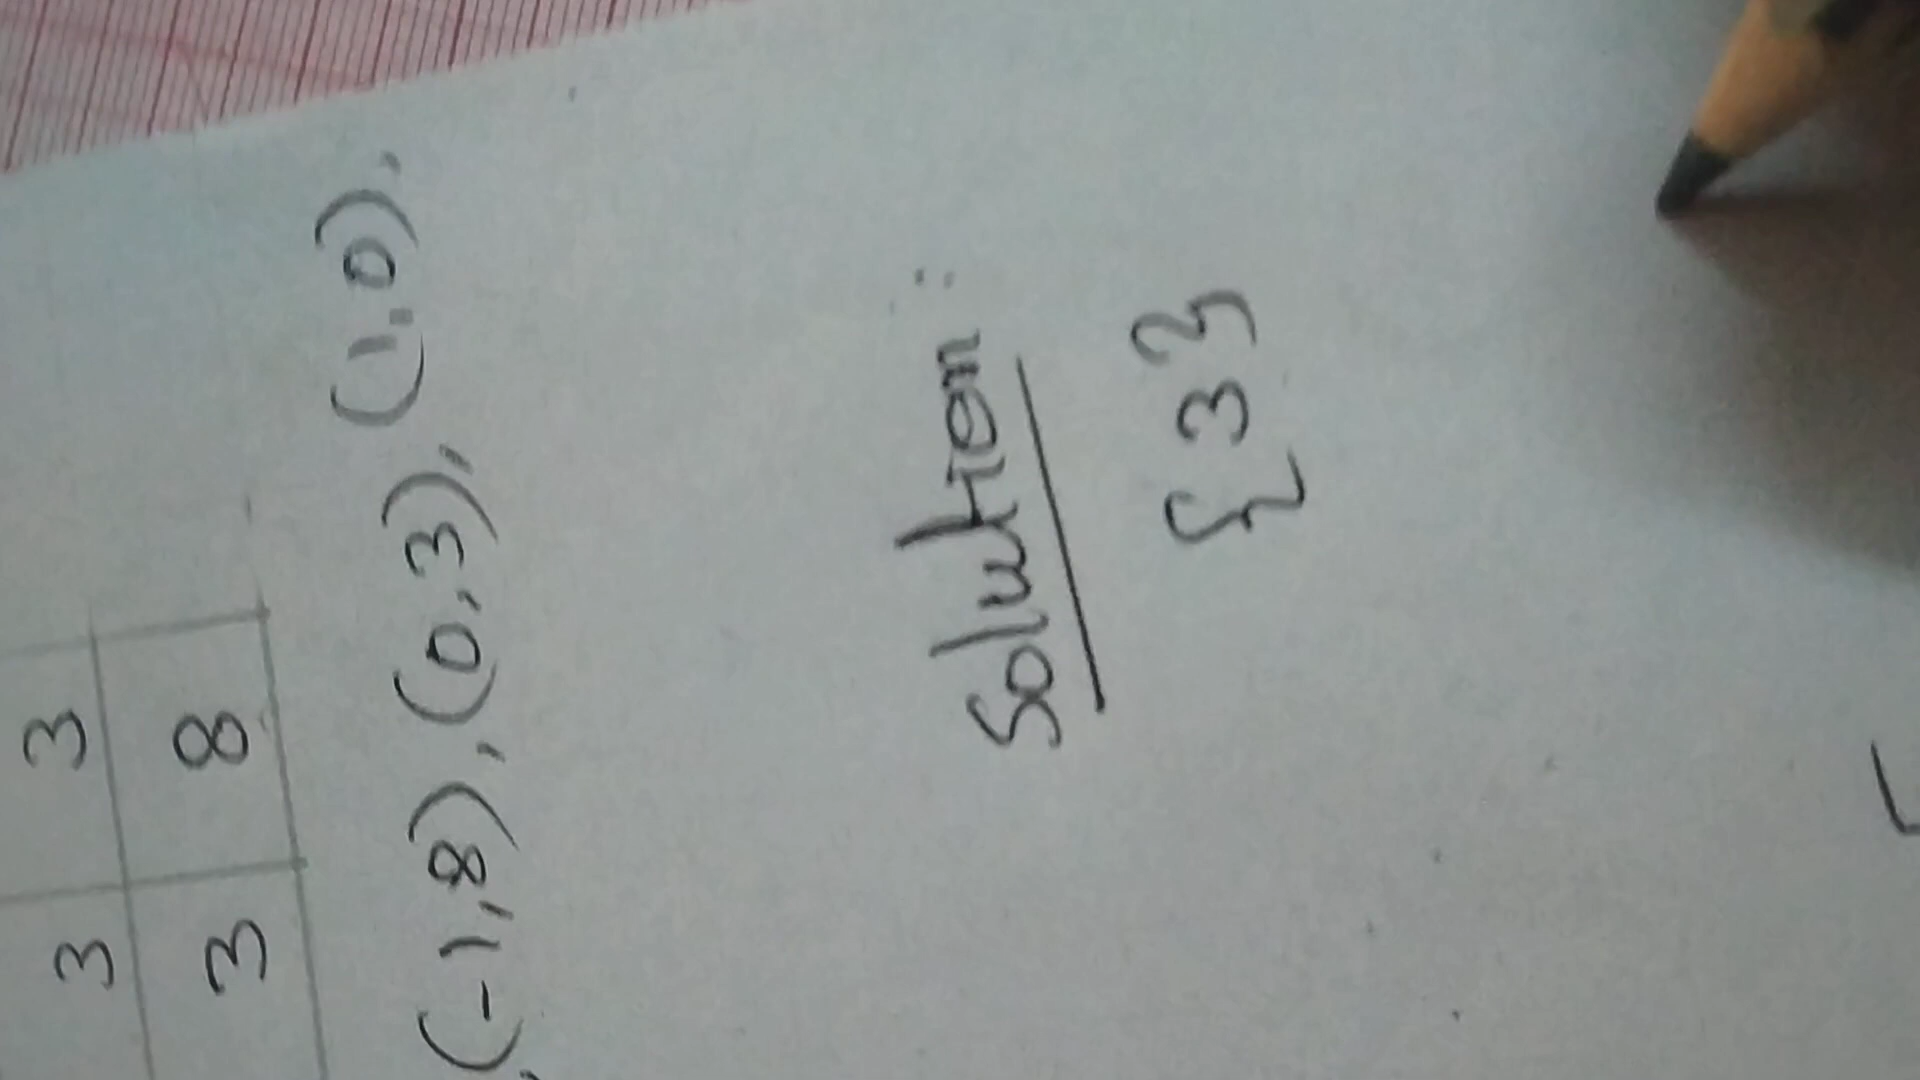 3 3
3 8
, (-1,8), (0,3), (1,0),
Solution:
{3}